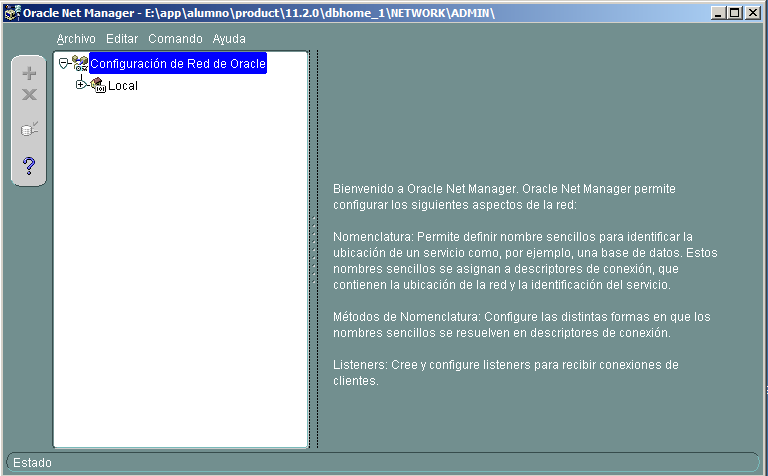 Oracle Net Manager - E:\app\alumno\product\11.2.0\dbhome_1\NETWORK\ADMIN\
Archivo Editar Comando Ayuda
Configuración de Red de Oracle
Local
Bienvenido a Oracle Net Manager. Oracle Net Manager permite
configurar los siguientes aspectos de la red:
Nomenclatura: Permite definir nombre sencillos para identificar la
ubicación de un servicio como, por ejemplo, una base de datos. Estos
nombres sencillos se asignan a descriptores de conexión, que
contienen la ubicación de la red y la identificación del servicio.
Métodos de Nomenclatura: Configure las distintas formas en que los
nombres sencillos se resuelven en descriptores de conexión.
Listeners: Cree y configure listeners para recibir conexiones de
clientes.
Estado